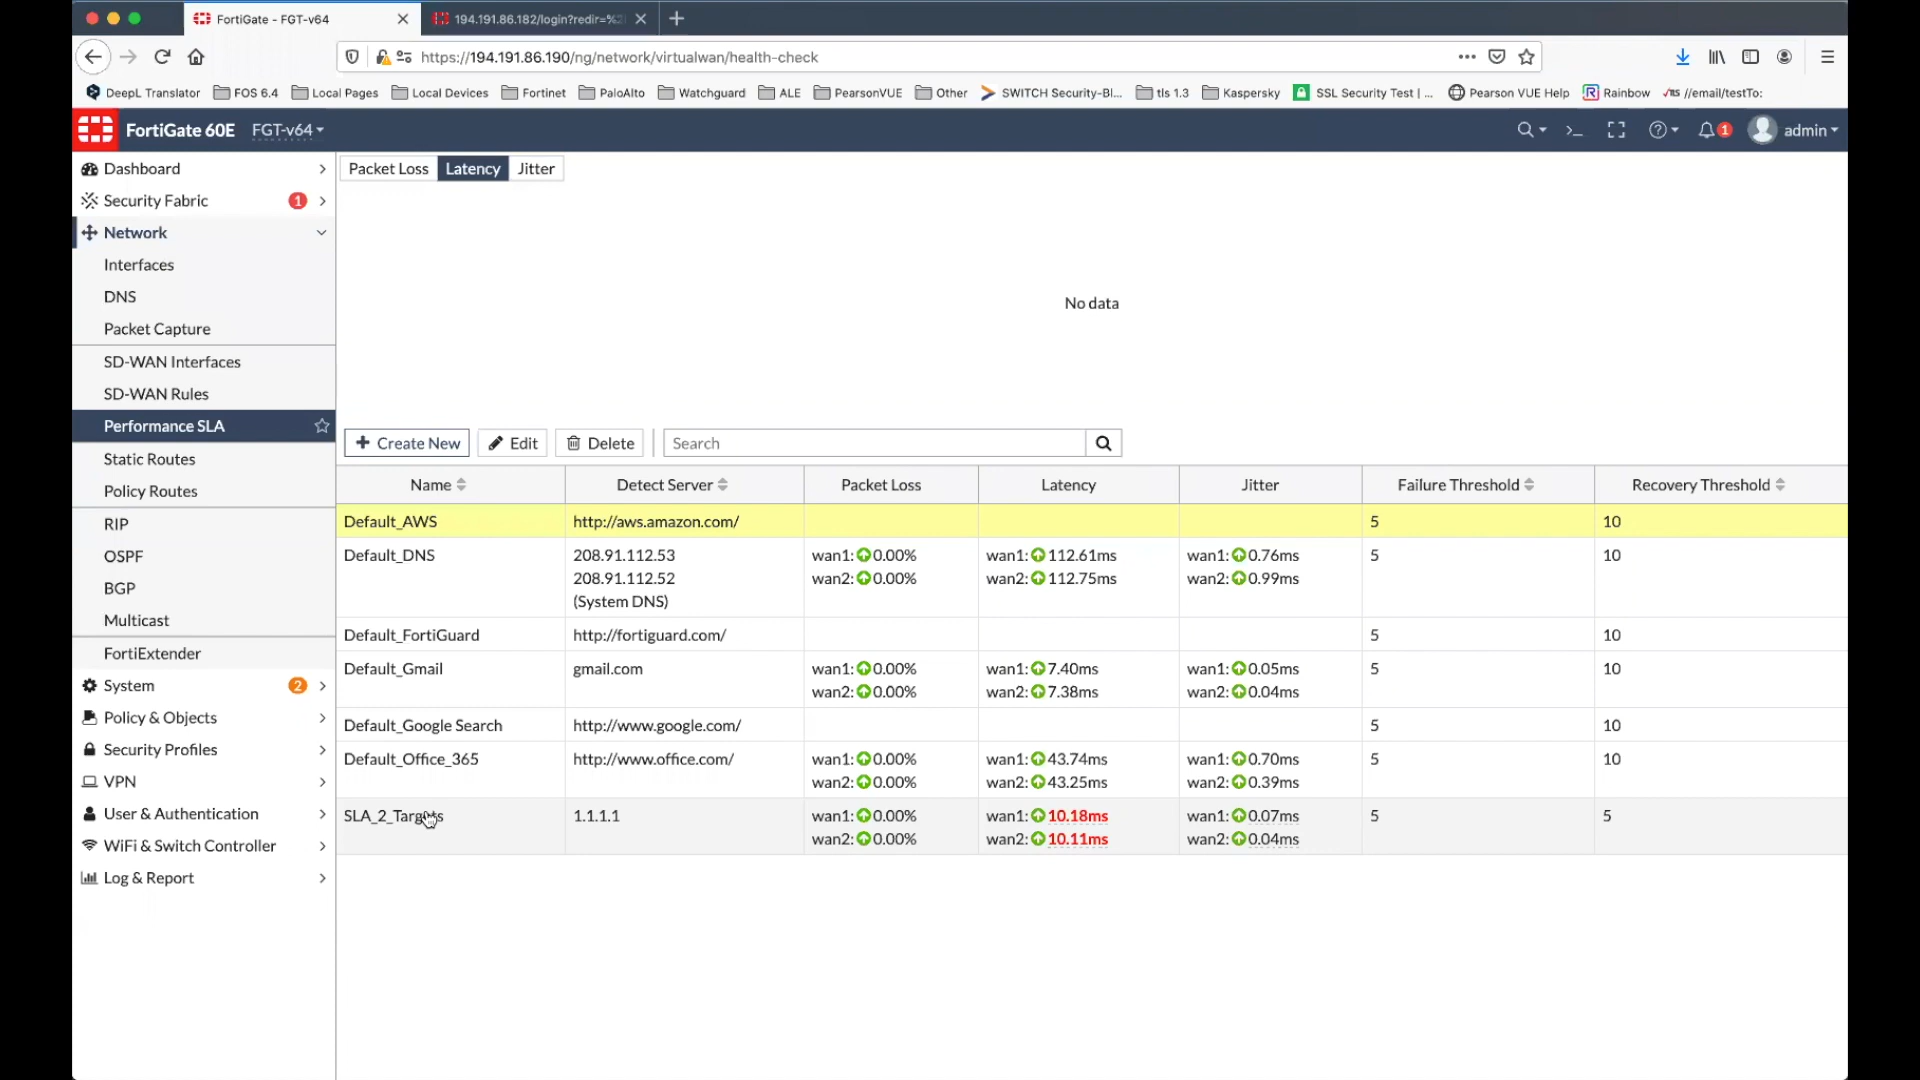 FortiGate - FGT-v64
194.191.86.182/login?redir=%2
https://194.191.86.190/ng/network/virtualwan/health-check
DeepL Translator FOS 6.4 Local Pages Local Devices Fortinet PaloAlto Watchguard ALE PearsonVUE Other SWITCH Security-Bl... tls 1.3 Kaspersky SSL Security Test | ... Pearson VUE Help Rainbow //email/testTo:
FortiGate 60E FGT-v64 1 admin
Dashboard
Security Fabric 1
Network
Interfaces
DNS
Packet Capture
SD-WAN Interfaces
SD-WAN Rules
Performance SLA
Static Routes
Policy Routes
RIP
OSPF
BGP
Multicast
FortiExtender
System 2
Policy & Objects
Security Profiles
VPN
User & Authentication
WiFi & Switch Controller
Log & Report
Packet Loss Latency Jitter
No data
Create New Edit Delete Search
Name Detect Server Packet Loss Latency Jitter Failure Threshold Recovery Threshold
Default_AWS http://aws.amazon.com/ 5 10
Default_DNS 208.91.112.53 wan1: 0.00% wan1: 112.61ms wan1: 0.76ms 5 10
208.91.112.52 wan2: 0.00% wan2: 112.75ms wan2: 0.99ms
(System DNS)
Default_FortiGuard http://fortiguard.com/ 5 10
Default_Gmail gmail.com wan1: 0.00% wan1: 7.40ms wan1: 0.05ms 5 10
wan2: 0.00% wan2: 7.38ms wan2: 0.04ms
Default_Google Search http://www.google.com/ 5 10
Default_Office_365 http://www.office.com/ wan1: 0.00% wan1: 43.74ms wan1: 0.70ms 5 10
wan2: 0.00% wan2: 43.25ms wan2: 0.39ms
SLA_2_Targets 1.1.1.1 wan1: 0.00% wan1: 10.18ms wan1: 0.07ms 5 5
wan2: 0.00% wan2: 10.11ms wan2: 0.04ms